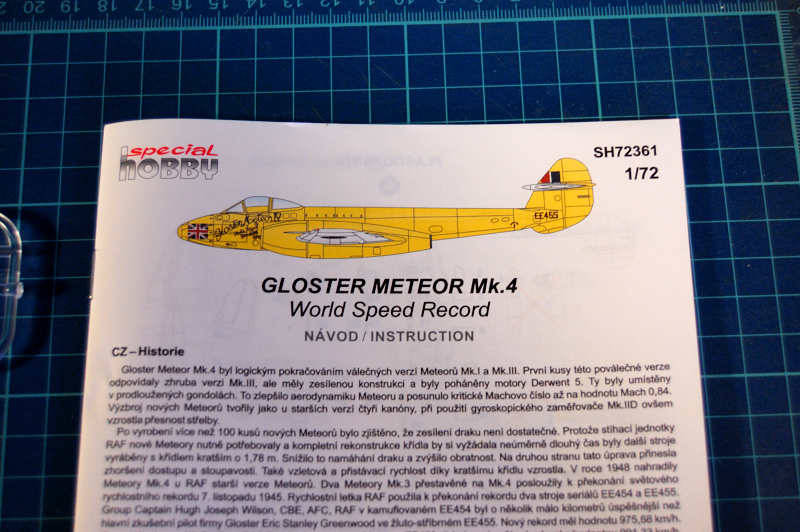 special
HOBBY
SH72361
1/72
Gloster Meteor IV
EE455
GLOSTER METEOR Mk.4
World Speed Record
NÁVOD / INSTRUCTION
CZ – Historie
Gloster Meteor Mk.4 byl logickým pokračováním válečných verzí Meteorů Mk.I a Mk.III. První kusy této poválečné verze
odpovídaly zhruba verzi Mk.III, ale měly zesílenou konstrukci a byly poháněny motory Derwent 5. Ty byly umístěny
v prodloužených gondolách. To zlepšilo aerodynamiku Meteoru a posunulo kritické Machovo číslo až na hodnotu Mach 0,84.
Výzbroj nových Meteorů tvořily jako u starších verzí čtyři kanóny, při použití gyroskopického zaměřovače Mk.IID ovšem
vzrostla přesnost střelby.
Po vyrobení více než 100 kusů nových Meteorů bylo zjištěno, že zesílení draku není dostatečné. Protože stíhací jednotky
RAF nové Meteory nutně potřebovaly a kompletní rekonstrukce křídla by si vyžádala neúměrně dlouhý čas byly další stroje
vyráběny s křídlem kratším o 1,78 m. Snížilo to namáhání draku a zvýšilo obratnost. Na druhou stranu tato úprava přinesla
zhoršení dostupu a stoupavosti. Také vzletová a přistávací rychlost díky kratšímu křídlu vzrostla. V roce 1948 nahradily
Meteory Mk.4 u RAF starší verze Meteorů. Dva Meteory Mk.3 přestavěné na Mk.4 posloužily k překonání světového
rychlostního rekordu 7. listopadu 1945. Rychlostní letka RAF použila k překonání rekordu dva stroje seriálů EE454 a EE455.
Group Captain Hugh Joseph Wilson, CBE, AFC, RAF v kamuflovaném EE454 byl o několik málo kilometrů úspěšnější než
hlavní zkušební pilot firmy Gloster Eric Stanley Greenwood ve žluto-stříbrném EE455. Nový rekord měl hodnotu 975,68 km/h